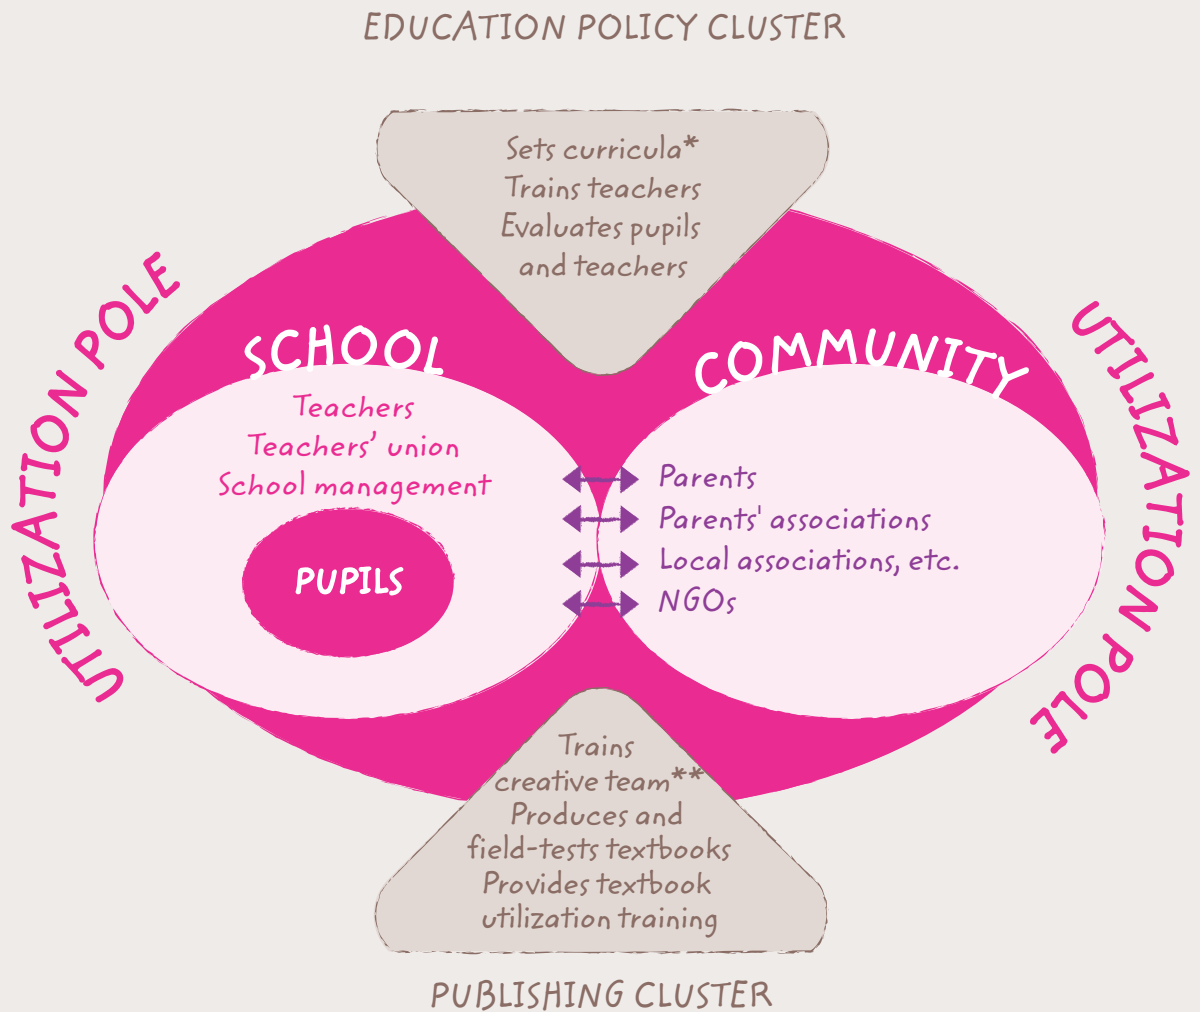 EDUCATION POLICY CLUSTER
Sets curricula*
Trains teachers
Evaluates pupils
and teachers
UTILIZATION POLE
SCHOOL
Teachers
Teachers’ union
School management
PUPILS
COMMUNITY
Parents
Parents' associations
Local associations, etc.
NGOs
UTILIZATION POLE
Trains
creative team**
Produces and
field-tests textbooks
Provides textbook
utilization training
PUBLISHING CLUSTER